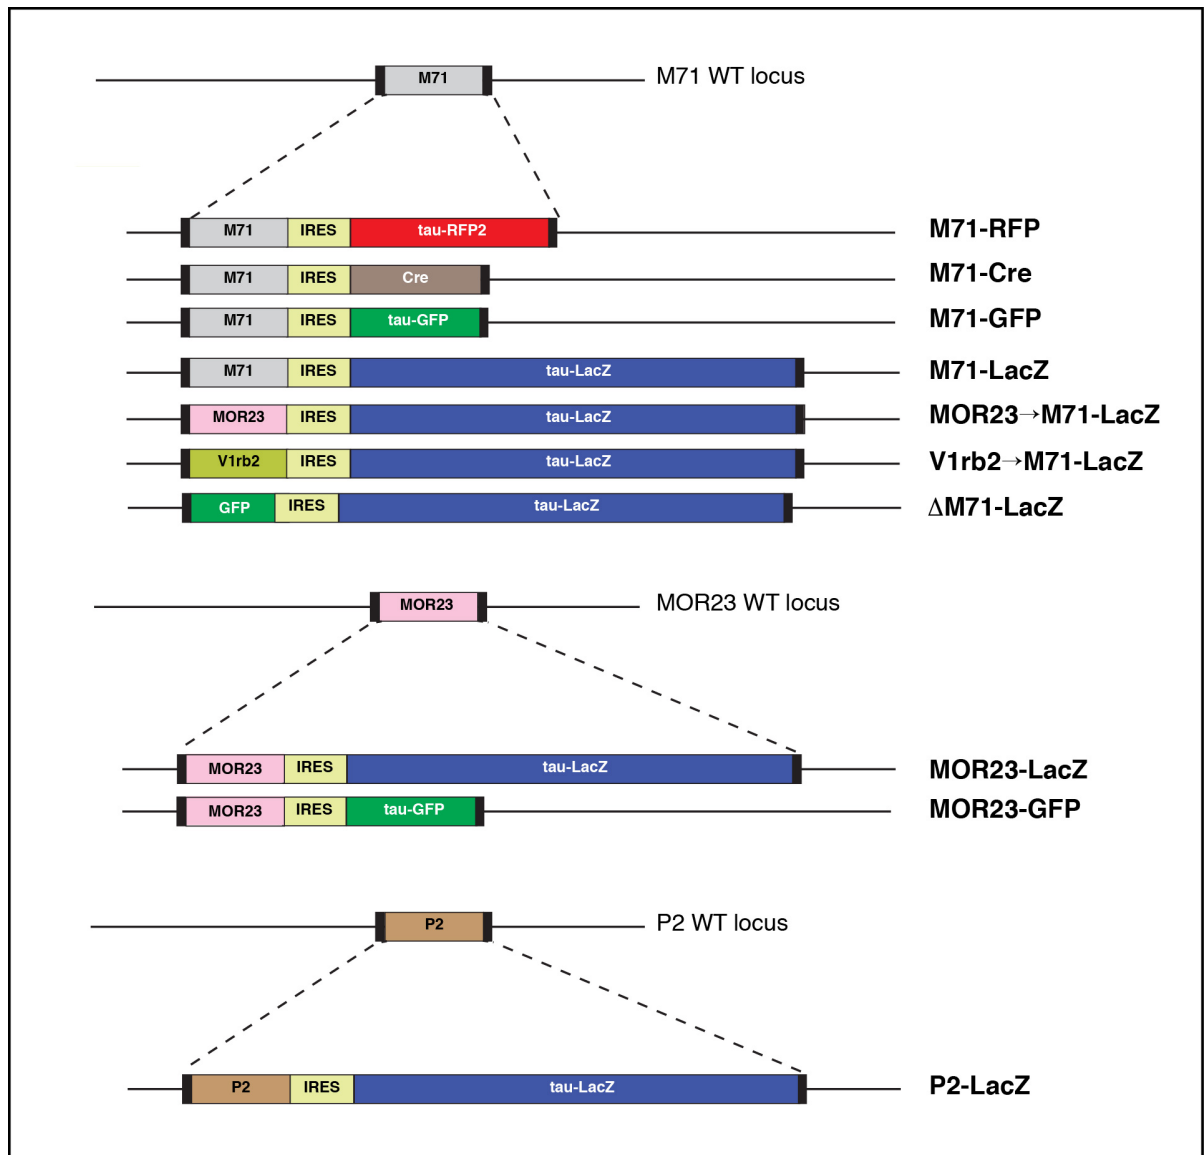 M71 M71 WT locus
M71 IRES tau-RFP2 M71-RFP
M71 IRES Cre M71-Cre
M71 IRES tau-GFP M71-GFP
M71 IRES tau-LacZ M71-LacZ
MOR23 IRES tau-LacZ MOR23→M71-LacZ
V1rb2 IRES tau-LacZ V1rb2→M71-LacZ
GFP IRES tau-LacZ ΔM71-LacZ
MOR23 MOR23 WT locus
MOR23 IRES tau-LacZ MOR23-LacZ
MOR23 IRES tau-GFP MOR23-GFP
P2 P2 WT locus
P2 IRES tau-LacZ P2-LacZ